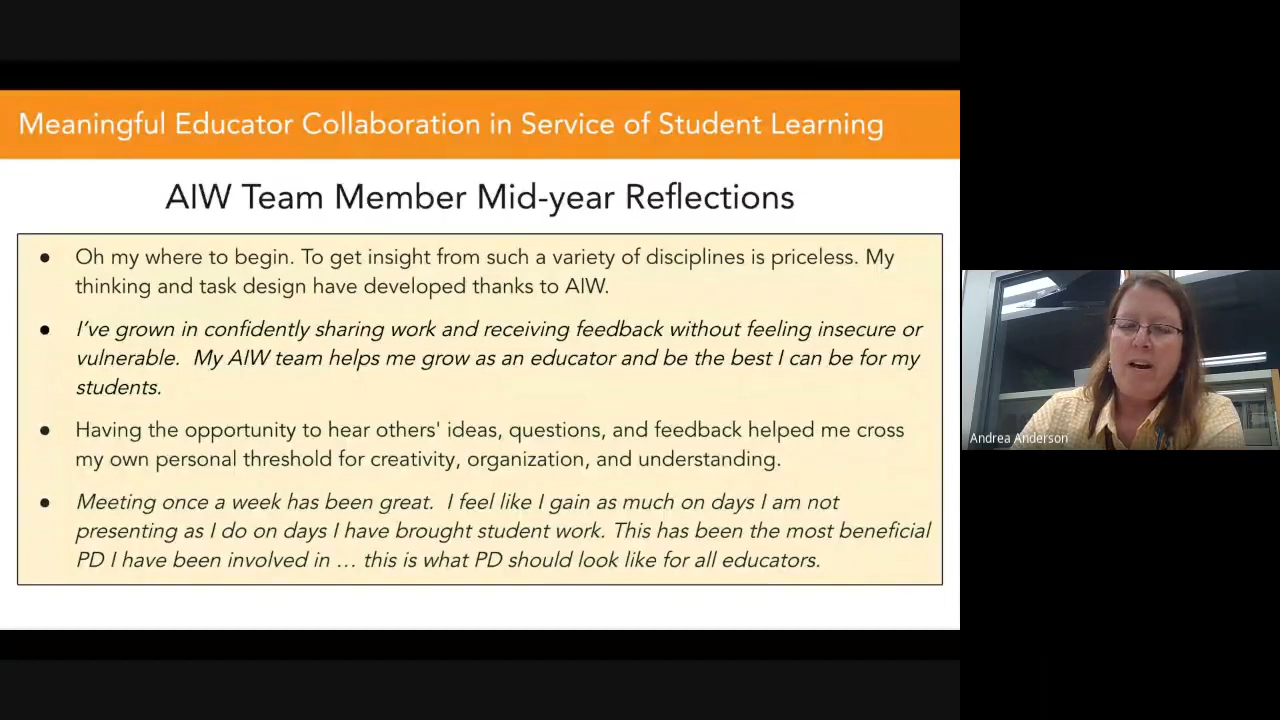 Meaningful Educator Collaboration in Service of Student Learning
AIW Team Member Mid-year Reflections
● Oh my where to begin. To get insight from such a variety of disciplines is priceless. My
thinking and task design have developed thanks to AIW.
● I've grown in confidently sharing work and receiving feedback without feeling insecure or
vulnerable.  My AIW team helps me grow as an educator and be the best I can be for my
students.
● Having the opportunity to hear others' ideas, questions, and feedback helped me cross
my own personal threshold for creativity, organization, and understanding.
● Meeting once a week has been great.  I feel like I gain as much on days I am not
presenting as I do on days I have brought student work. This has been the most beneficial
PD I have been involved in … this is what PD should look like for all educators.
Andrea Anderson